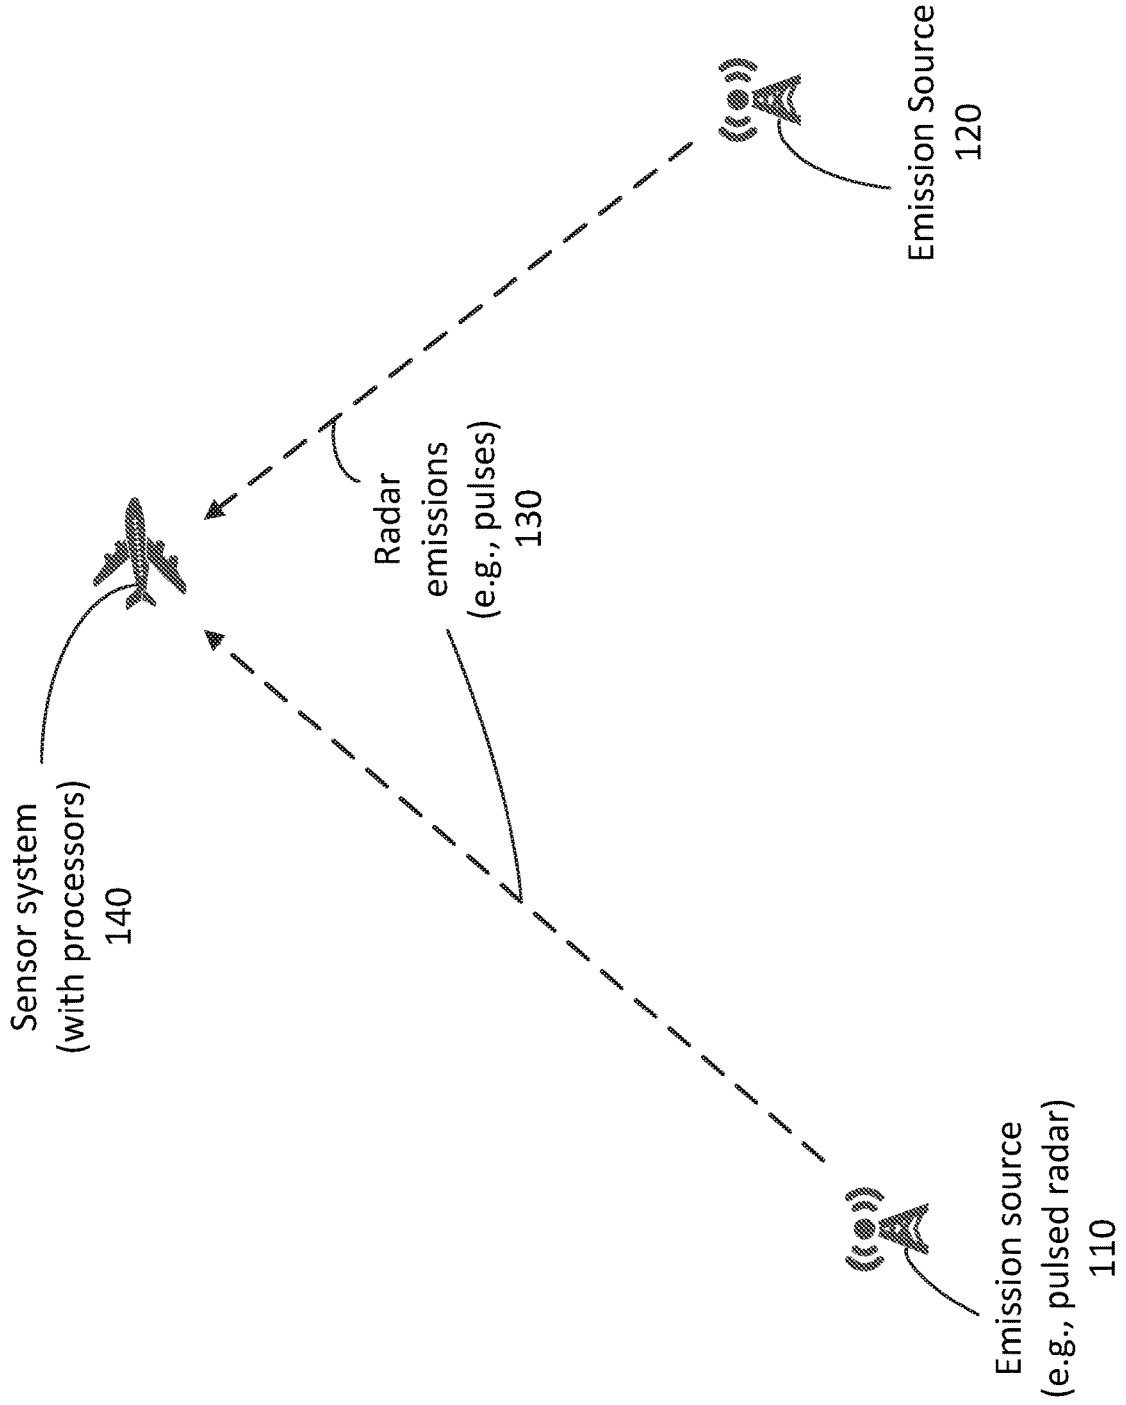 Sensor system
(with processors)
140
Radar
emissions
(e.g., pulses)
130
Emission source
(e.g., pulsed radar)
110
Emission Source
120